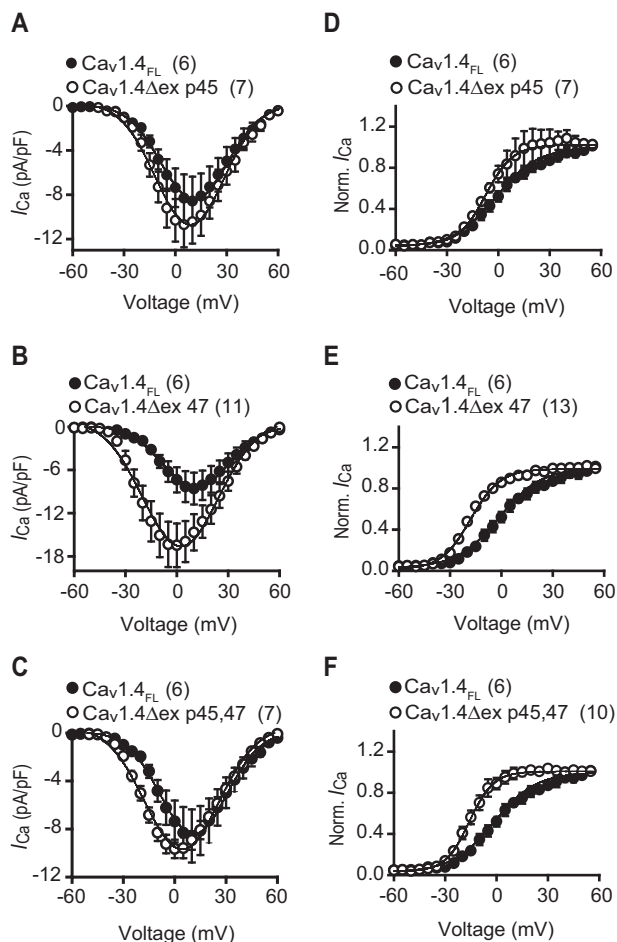 A
● Cav1.4FL (6)
○ Cav1.4Δex p45 (7)
0
-4
-8
-12
ICa (pA/pF)
-60 -30 0 30 60
Voltage (mV)
D
● Cav1.4FL (6)
○ Cav1.4Δex p45 (7)
1.2
0.8
0.4
0.0
Norm. ICa
-60 -30 0 30 60
Voltage (mV)
B
● Cav1.4FL (6)
○ Cav1.4Δex 47 (11)
0
-6
-12
-18
ICa (pA/pF)
-60 -30 0 30 60
Voltage (mV)
E
● Cav1.4FL (6)
○ Cav1.4Δex 47 (13)
1.2
0.8
0.4
0.0
Norm. ICa
-60 -30 0 30 60
Voltage (mV)
C
● Cav1.4FL (6)
○ Cav1.4Δex p45,47 (7)
0
-4
-8
-12
ICa (pA/pF)
-60 -30 0 30 60
Voltage (mV)
F
● Cav1.4FL (6)
○ Cav1.4Δex p45,47 (10)
1.2
0.8
0.4
0.0
Norm. ICa
-60 -30 0 30 60
Voltage (mV)